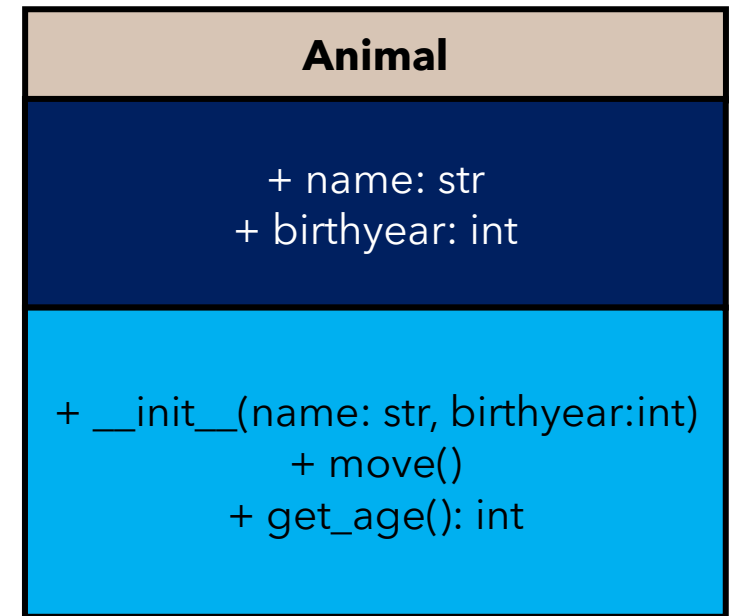 Animal
+ name: str
+ birthyear: int
+ __init__(name: str, birthyear:int)
+ move()
+ get_age(): int